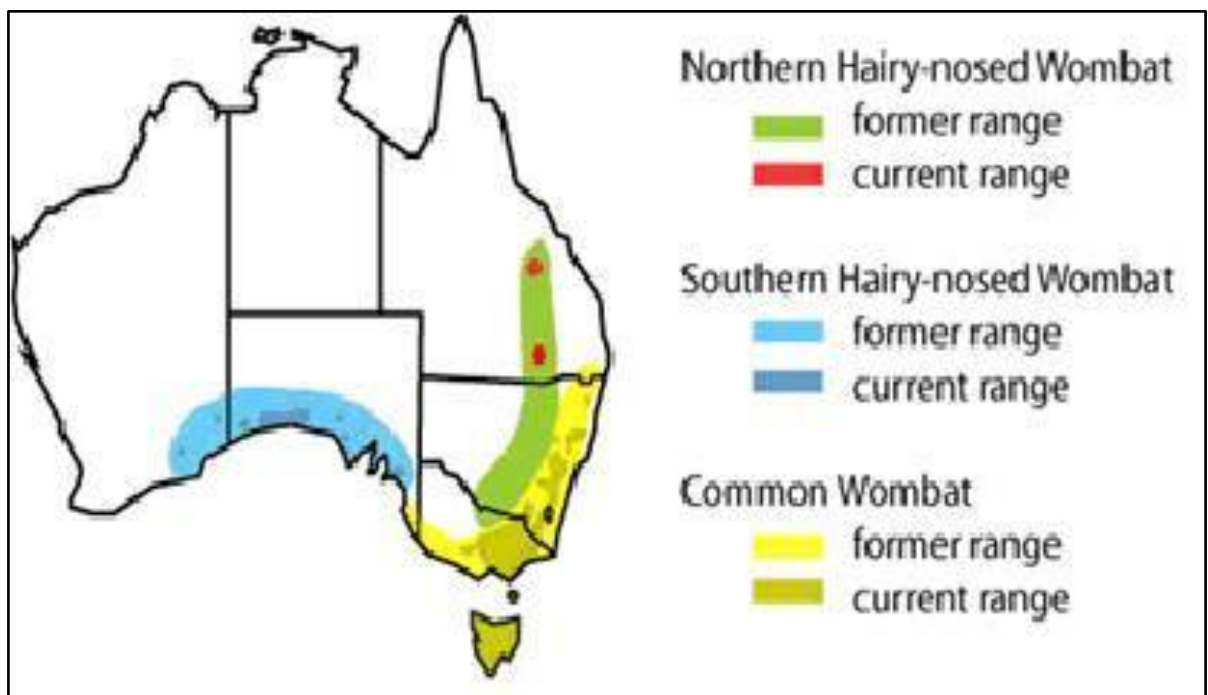 Northern Hairy-nosed Wombat
former range
current range
Southern Hairy-nosed Wombat
former range
current range
Common Wombat
former range
current range